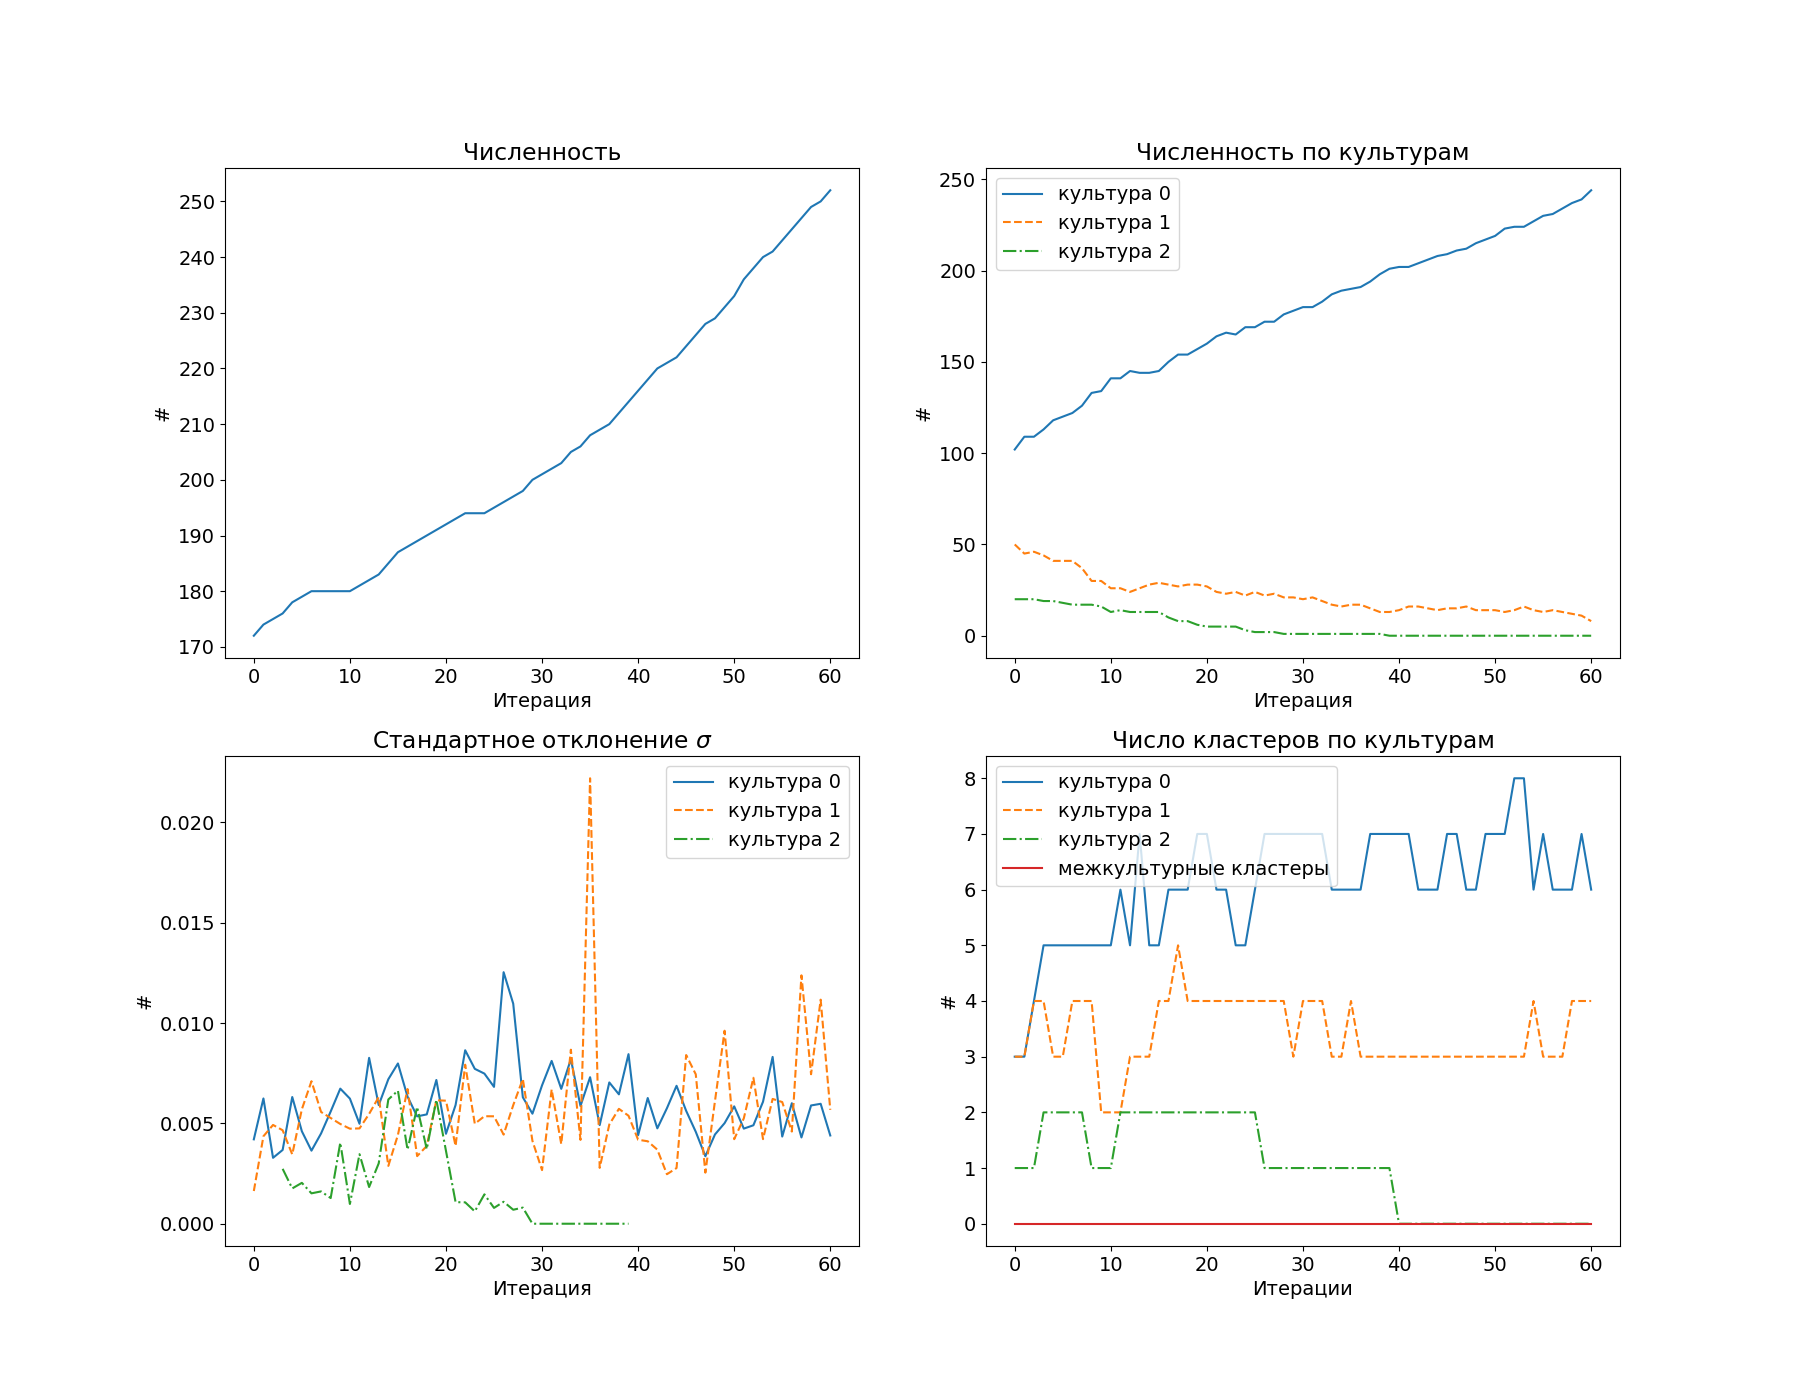 Численность
250
240
230
220
210
200
190
180
170
#
0 10 20 30 40 50 60
Итерация
Численность по культурам
культура 0
культура 1
культура 2
250
200
150
100
50
0
#
0 10 20 30 40 50 60
Итерация
Стандартное отклонение σ
культура 0
культура 1
культура 2
0.020
0.015
0.010
0.005
0.000
#
0 10 20 30 40 50 60
Итерация
Число кластеров по культурам
культура 0
культура 1
культура 2
межкультурные кластеры
8
7
6
5
4
3
2
1
0
#
0 10 20 30 40 50 60
Итерации